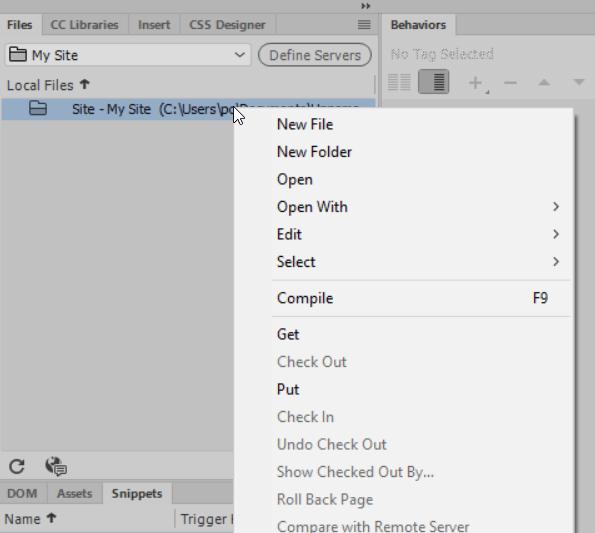 Files CC Libraries Insert CSS Designer
Behaviors
My Site Define Servers
No Tag Selected
Local Files
Site - My Site (C:\Users\pc\Documents\Unname
New File
New Folder
Open
Open With
Edit
Select
Compile F9
Get
Check Out
Put
Check In
Undo Check Out
Show Checked Out By...
Roll Back Page
Compare with Remote Server
DOM Assets Snippets
Name Trigger